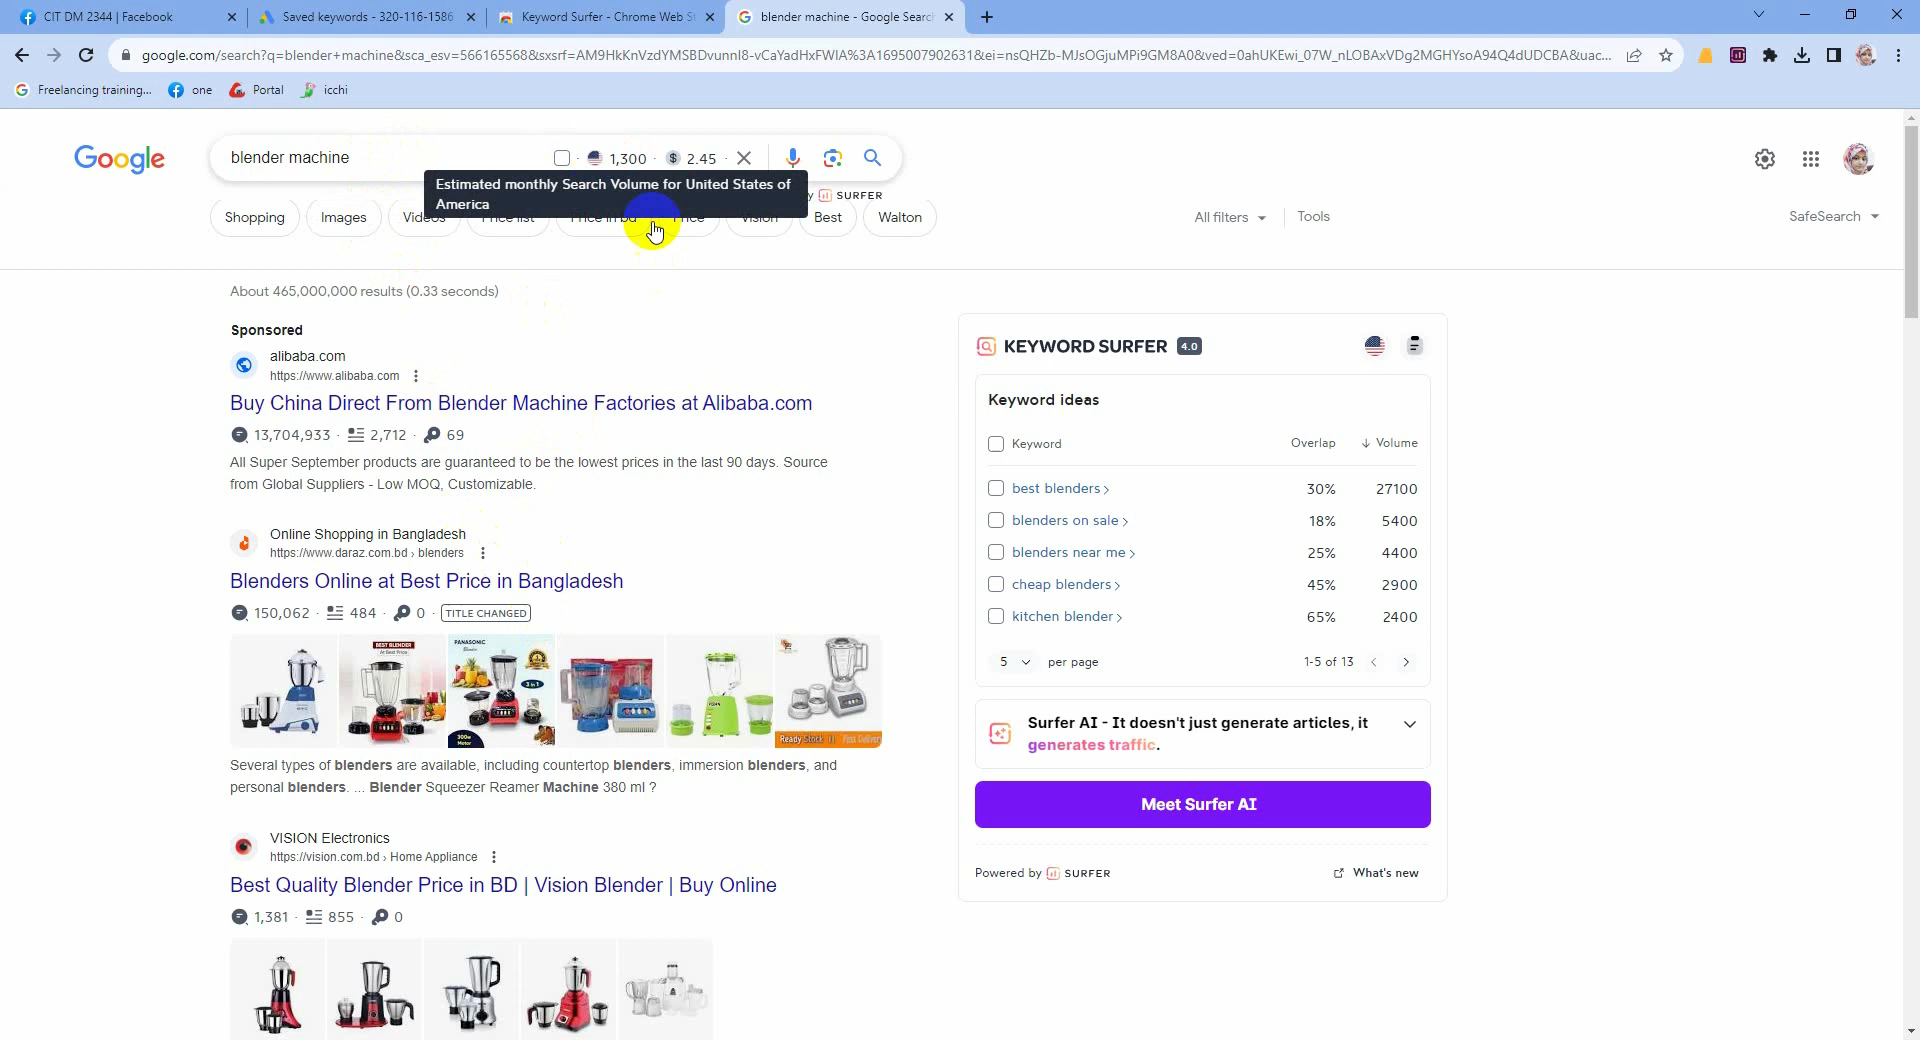 CIT DM 2344 | Facebook
Saved keywords - 320-116-1586
Keyword Surfer - Chrome Web St
blender machine - Google Search
google.com/search?q=blender+machine&sca_esv=566165568&sxsrf=AM9HkKnVzdYMSBDvunnI8-vCaYadHxFWIA%3A1695007902631&ei=nsQHZb-MJsOGjuMPi9GM8A0&ved=0ahUKEwi_07W_nLOBAxVDg2MGHYsoA94Q4dUDCBA&uac...
Freelancing training...
one
Portal
icchi
Google
blender machine
1,300 · 2.45
Estimated monthly Search Volume for United States of
America
SURFER
Shopping
Images
Videos
Price list
Price in bd
Price
Vision
Best
Walton
All filters
Tools
SafeSearch
About 465,000,000 results (0.33 seconds)
Sponsored
alibaba.com
https://www.alibaba.com
Buy China Direct From Blender Machine Factories at Alibaba.com
13,704,933 · 2,712 · 69
All Super September products are guaranteed to be the lowest prices in the last 90 days. Source
from Global Suppliers - Low MOQ, Customizable.
Online Shopping in Bangladesh
https://www.daraz.com.bd › blenders
Blenders Online at Best Price in Bangladesh
150,062 · 484 · 0 · TITLE CHANGED
BEST BLENDER
At Best Price
PANASONIC
Blender
3 in 1
300w
Motor
Ready Stock !! Fast Delivery
Several types of blenders are available, including countertop blenders, immersion blenders, and
personal blenders. ... Blender Squeezer Reamer Machine 380 ml ?
VISION Electronics
https://vision.com.bd › Home Appliance
Best Quality Blender Price in BD | Vision Blender | Buy Online
1,381 · 855 · 0
KEYWORD SURFER 4.0
Keyword ideas
Keyword Overlap Volume
best blenders 30% 27100
blenders on sale 18% 5400
blenders near me 25% 4400
cheap blenders 45% 2900
kitchen blender 65% 2400
5 per page 1-5 of 13
Surfer AI - It doesn't just generate articles, it
generates traffic.
Meet Surfer AI
Powered by SURFER
What's new